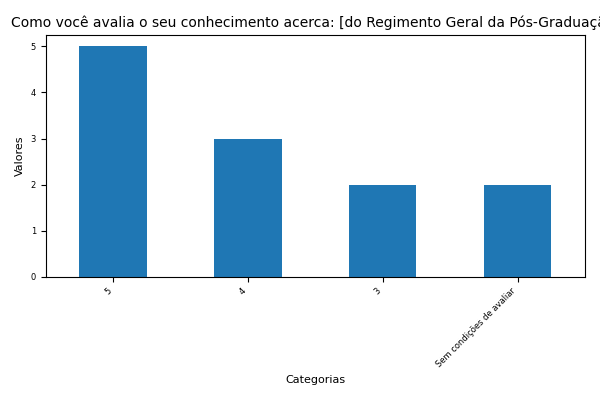 Como você avalia o seu conhecimento acerca: [do Regimento Geral da Pós-Graduaçã
5
4
3
2
1
0
Valores
5
4
3
Sem condições de avaliar
Categorias